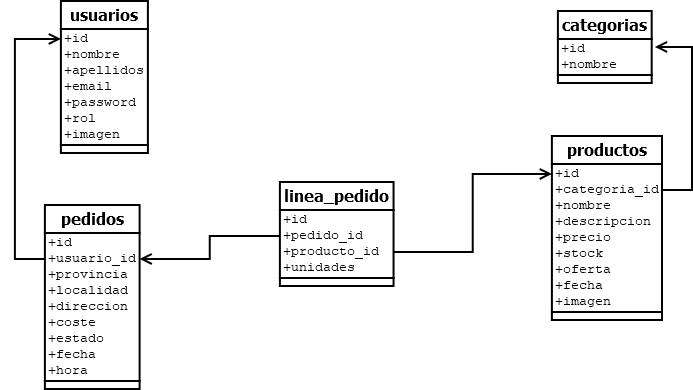 usuarios
+id
+nombre
+apellidos
+email
+password
+rol
+imagen
categorias
+id
+nombre
productos
+id
+categoria_id
+nombre
+descripcion
+precio
+stock
+oferta
+fecha
+imagen
linea_pedido
+id
+pedido_id
+producto_id
+unidades
pedidos
+id
+usuario_id
+provincia
+localidad
+direccion
+coste
+estado
+fecha
+hora